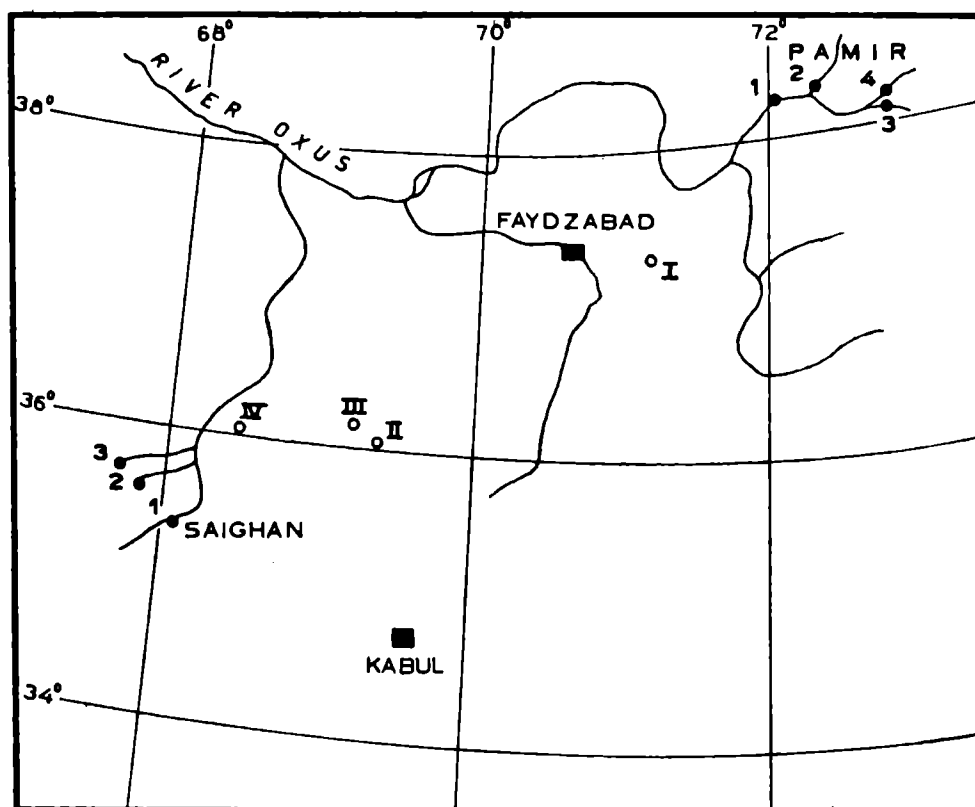 68° 70° 72°
PAMIR
RIVER OXUS
1 2 4
3
38°
FAYDZABAD
I
36°
IV III II
3
2
1
SAIGHAN
KABUL
34°